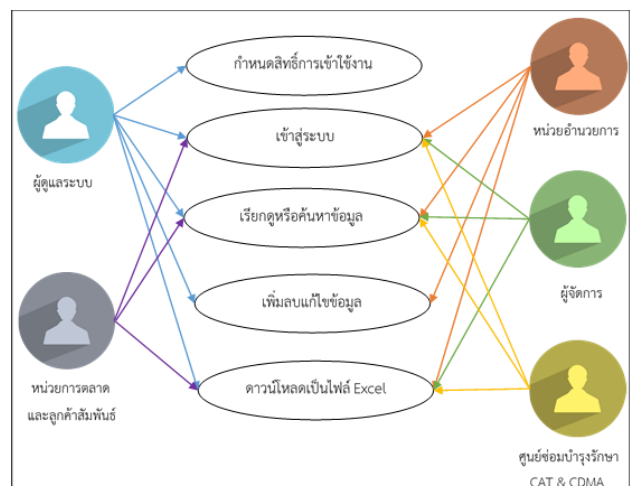 กำหนดสิทธิ์การเข้าใช้งาน
เข้าสู่ระบบ
เรียกดูหรือค้นหาข้อมูล
เพิ่มลบแก้ไขข้อมูล
ดาวน์โหลดเป็นไฟล์ Excel
ผู้ดูแลระบบ
หน่วยการตลาด
และลูกค้าสัมพันธ์
หน่วยอำนวยการ
ผู้จัดการ
ศูนย์ซ่อมบำรุงรักษา
CAT & CDMA